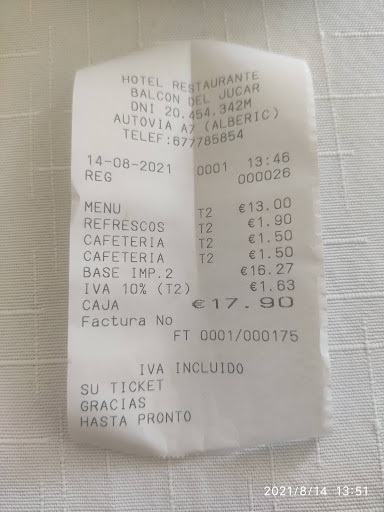 HOTEL RESTAURANTE
BALCON DEL JUCAR
DNI 20.454.342M
AUTOVIA A7 (ALBERIC)
TELEF:677785854
14-08-2021 0001 13:46
REG 000026
MENU T2 €13.00
REFRESCOS T2 €1.90
CAFETERIA T2 €1.50
CAFETERIA T2 €1.50
BASE IMP.2 €16.27
IVA 10% (T2) €1.63
CAJA €17.90
Factura No
FT 0001/000175
IVA INCLUIDO
SU TICKET
GRACIAS
HASTA PRONTO
2021/8/14 13:51